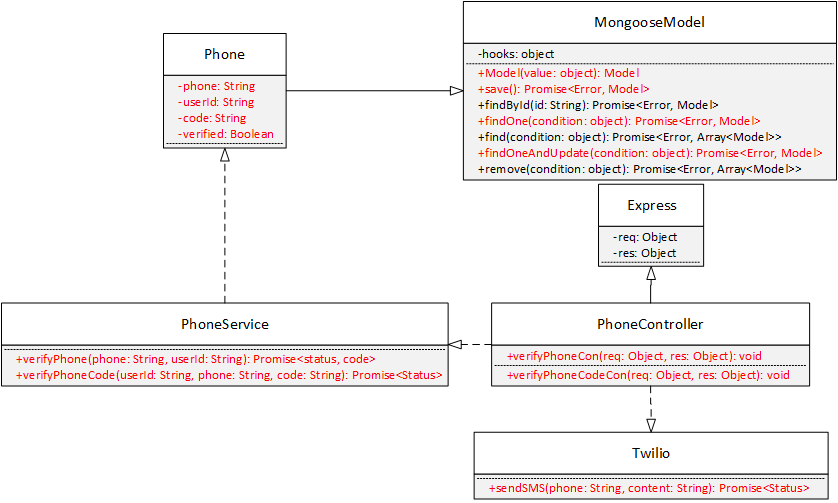 MongooseModel
-hooks: object
+Model(value: object): Model
+save(): Promise<Error, Model>
+findById(id: String): Promise<Error, Model>
+findOne(condition: object): Promise<Error, Model>
+find(condition: object): Promise<Error, Array<Model>>
+findOneAndUpdate(condition: object): Promise<Error, Model>
+remove(condition: object): Promise<Error, Array<Model>>
Phone
-phone: String
-userId: String
-code: String
-verified: Boolean
Express
-req: Object
-res: Object
PhoneService
+verifyPhone(phone: String, userId: String): Promise<status, code>
+verifyPhoneCode(userId: String, phone: String, code: String): Promise<Status>
PhoneController
+verifyPhoneCon(req: Object, res: Object): void
+verifyPhoneCodeCon(req: Object, res: Object): void
Twilio
+sendSMS(phone: String, content: String): Promise<Status>